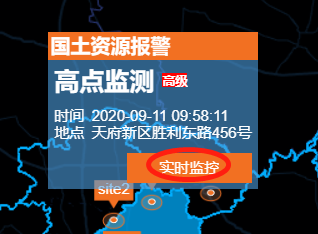 国土资源报警
高点监测 高级
时间 2020-09-11 09:58:11
地点 天府新区胜利东路456号
实时监控
site2